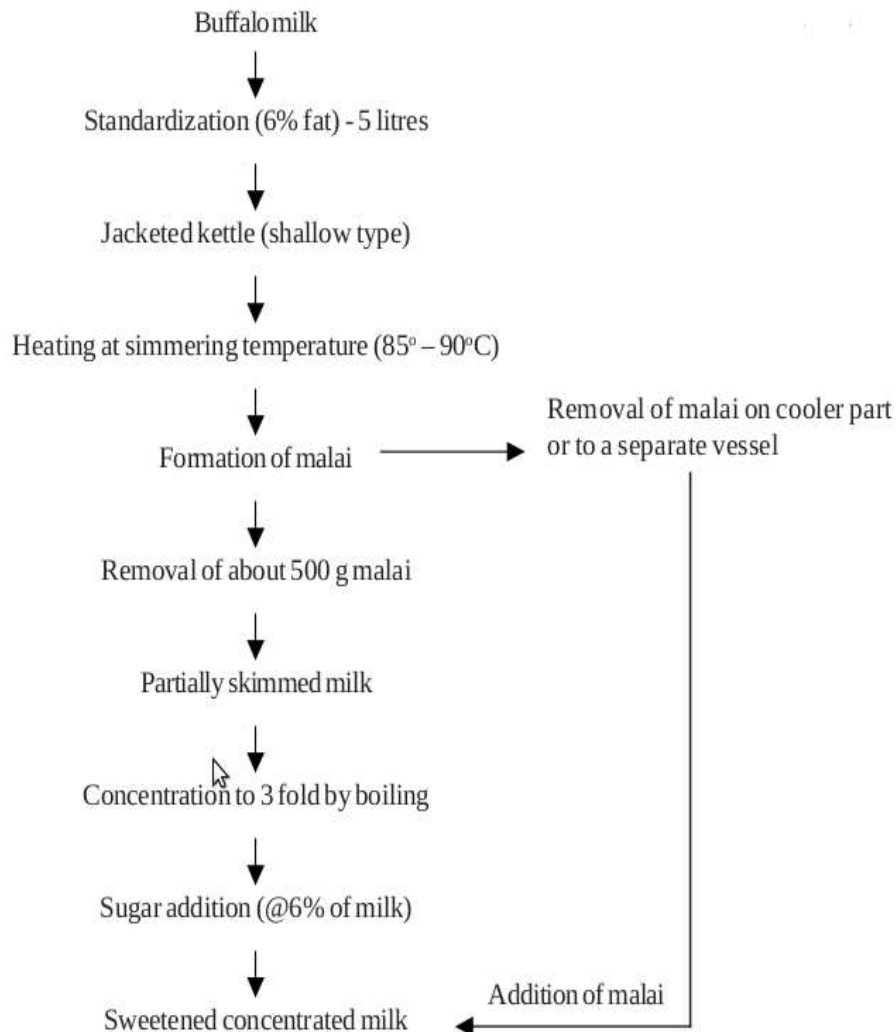 Buffalo milk
Standardization (6% fat) - 5 litres
Jacketed kettle (shallow type)
Heating at simmering temperature (85º – 90ºC)
Formation of malai
Removal of malai on cooler part
or to a separate vessel
Removal of about 500 g malai
Partially skimmed milk
Concentration to 3 fold by boiling
Sugar addition (@6% of milk)
Addition of malai
Sweetened concentrated milk